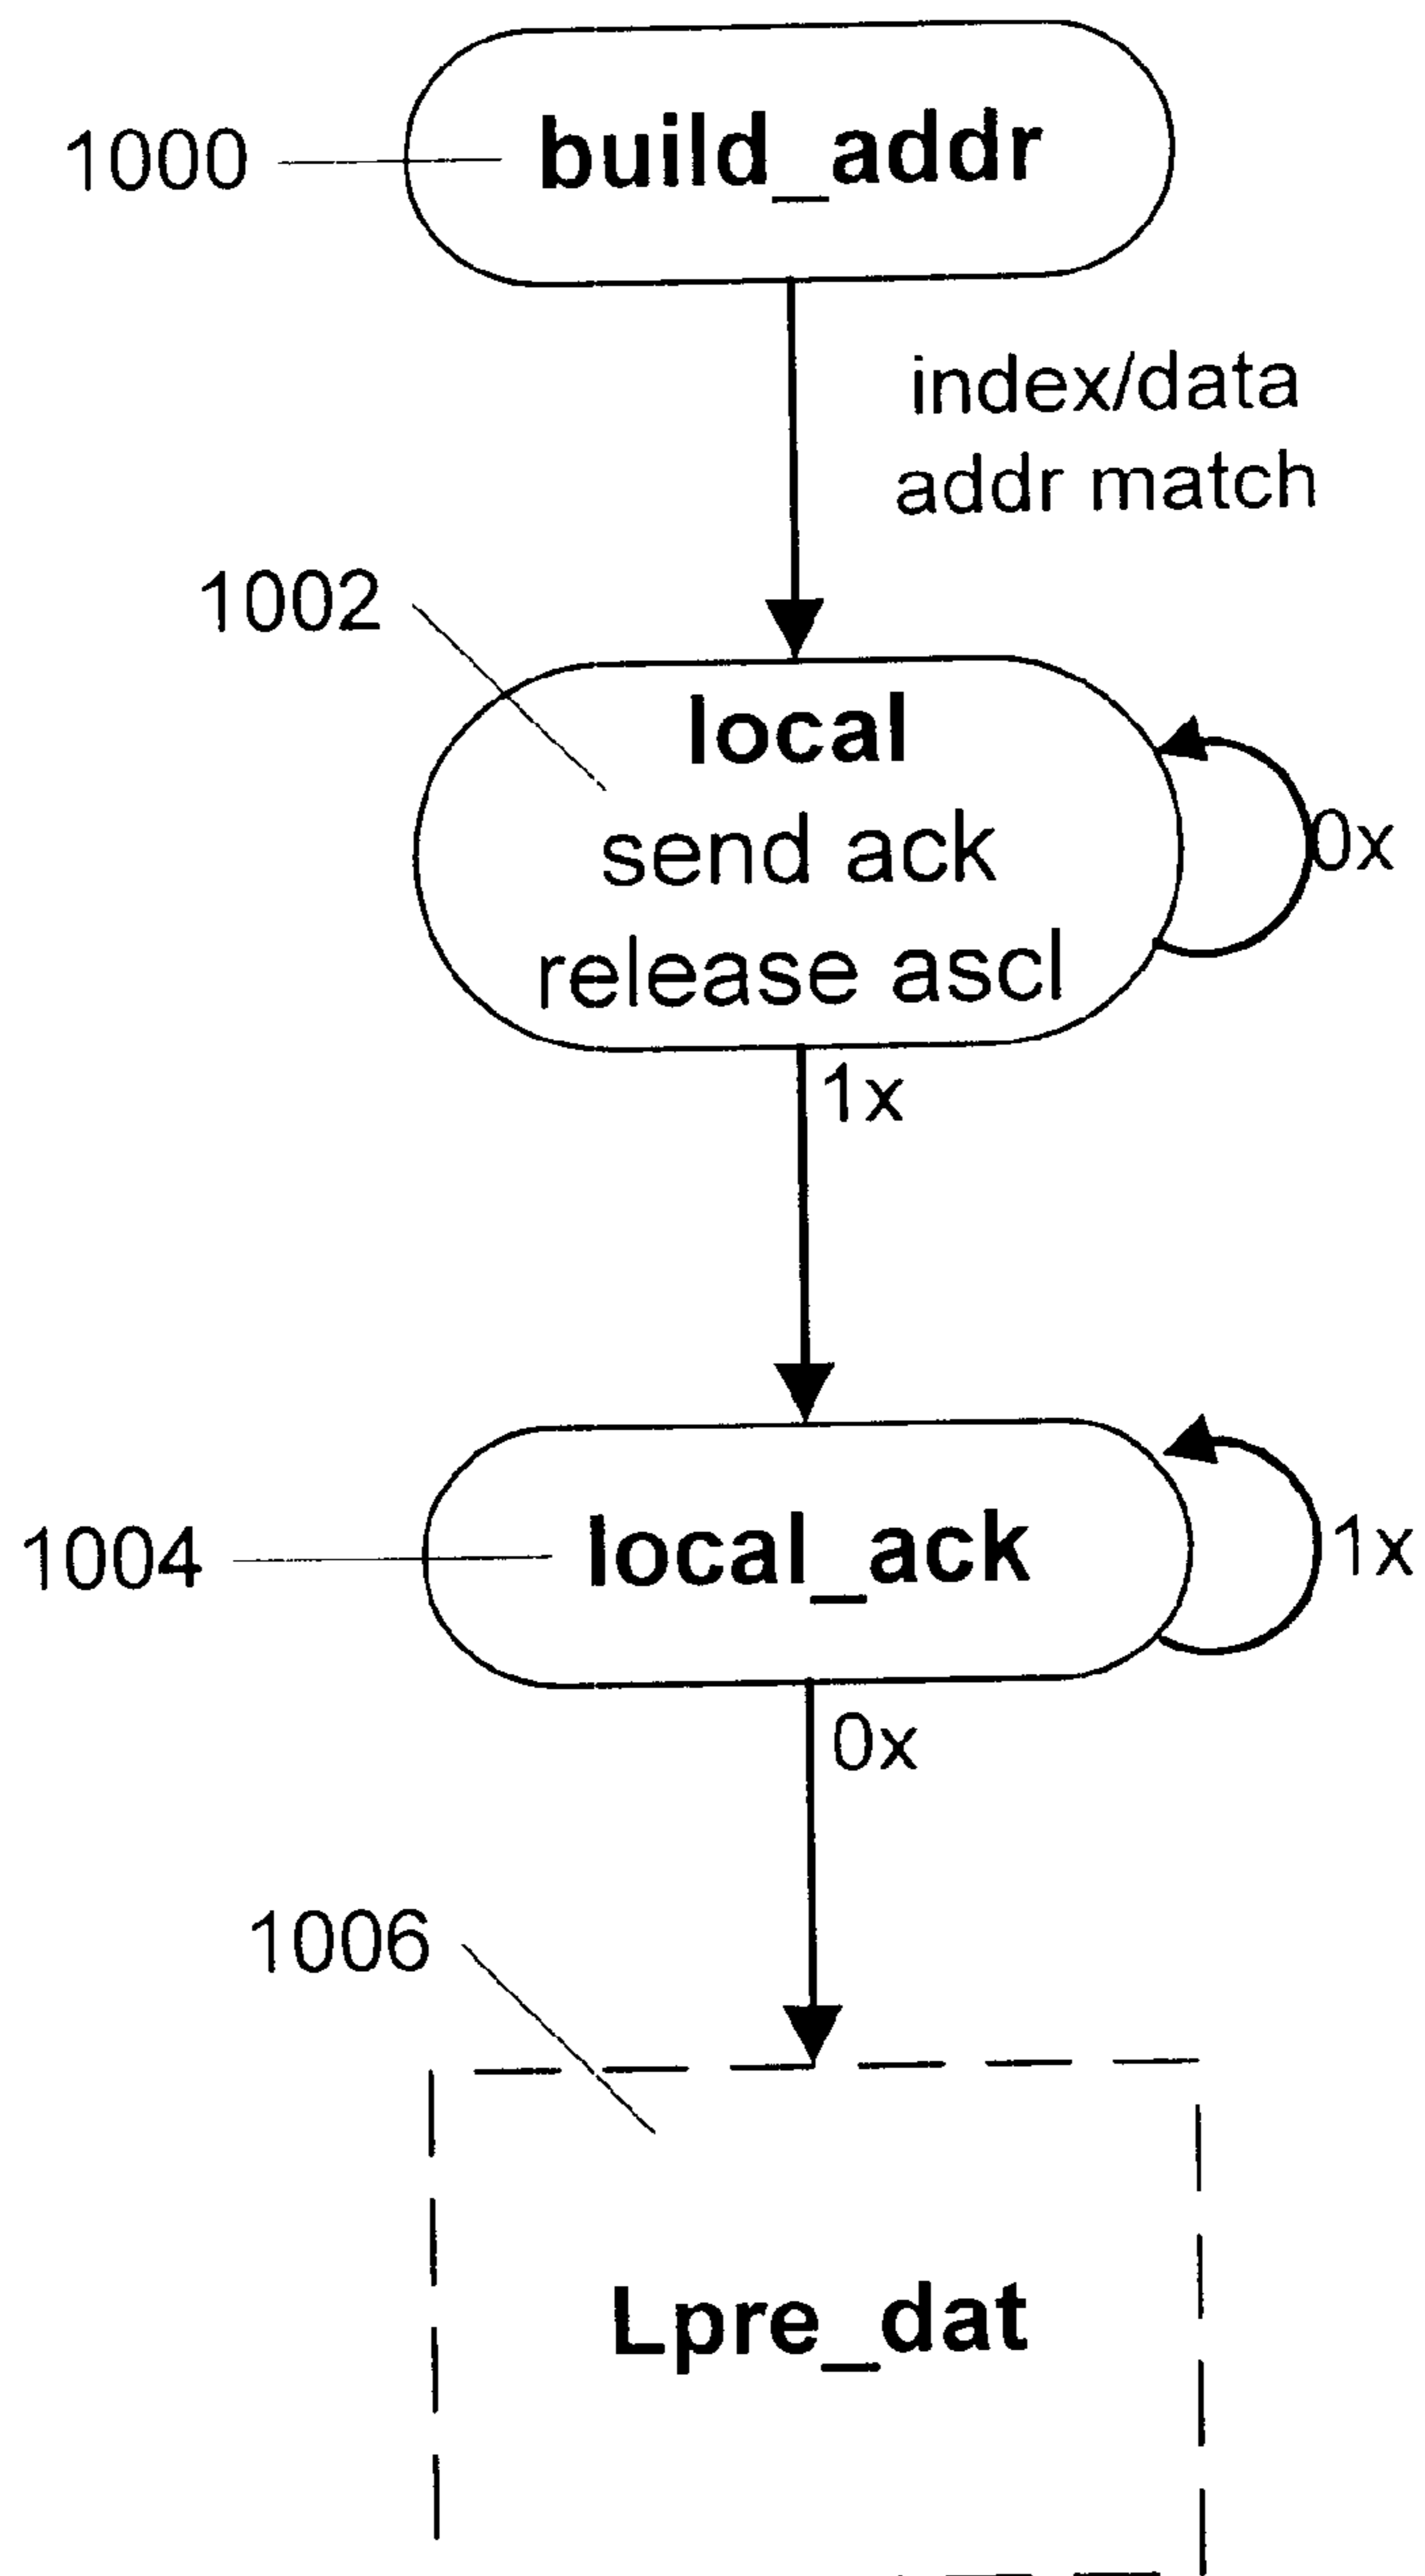 1000
build_addr
index/data
addr match
1002
local
send ack
release ascl
0x
1x
1004
local_ack
1x
0x
1006
Lpre_dat